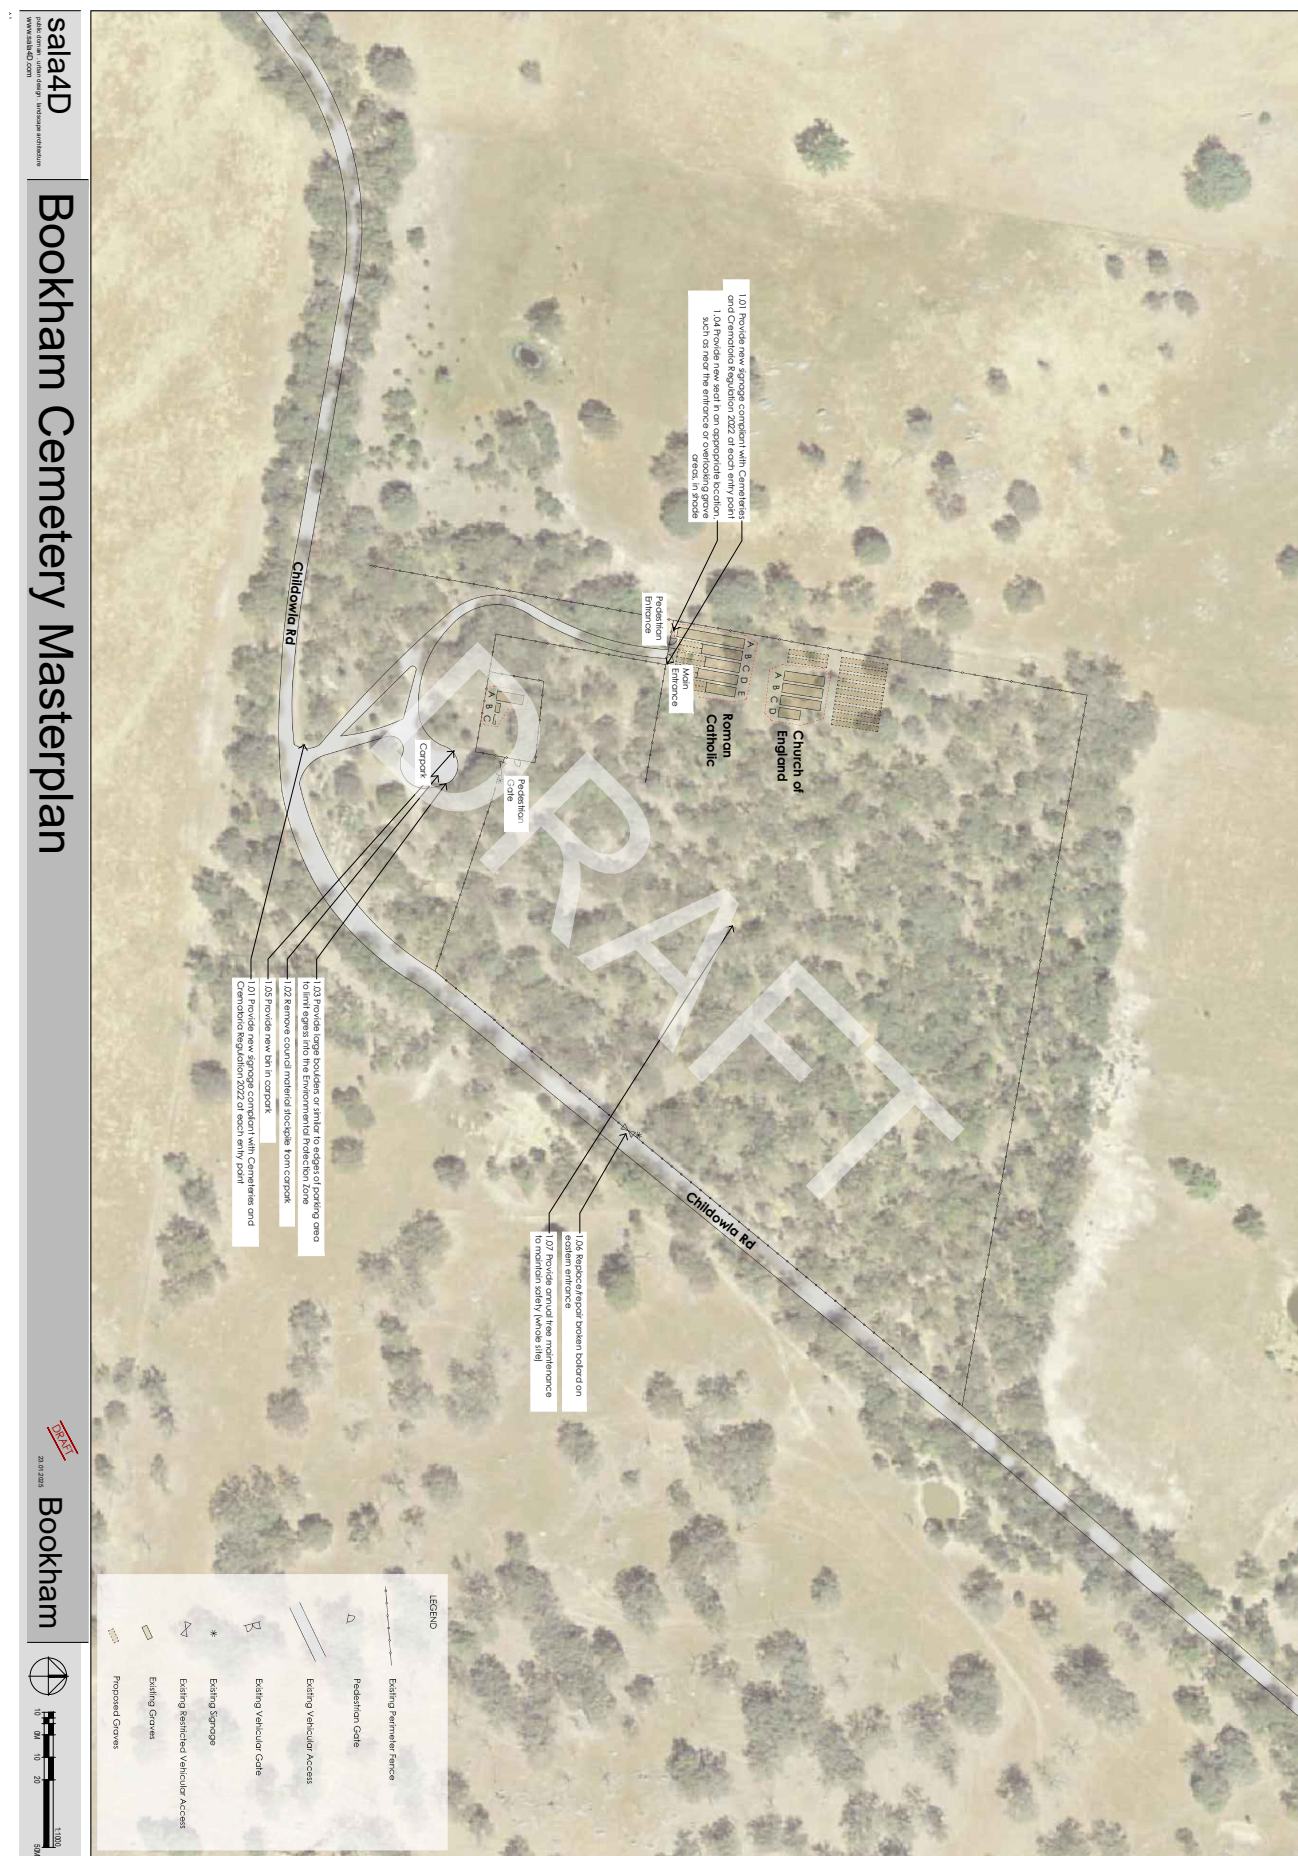 sala4D
public domain . urban design . landscape architecture
www.sala4D.com
Bookham Cemetery Masterplan
DRAFT
23.01.2025
Bookham
1:1000
10 0M 10 20 50M
1.01 Provide new signage compliant with Cemeteries
and Crematoria Regulation 2022 at each entry point
1.04 Provide new seat in an appropriate location,
such as near the entrance or overlooking grave
areas, in shade
Childowla Rd
Pedestrian
Entrance
Main
Entrance
A B C D E
Roman
Catholic
A B C D
Church of
England
A B C
Carpark
Pedestrian
Gate
DRAFT
1.03 Provide large boulders or similar to edges of parking area
to limit egress into the Environmental Protection Zone
1.02 Remove council material stockpile from carpark
1.05 Provide new bin in carpark
1.01 Provide new signage compliant with Cemeteries and
Crematoria Regulation 2022 at each entry point
Childowla Rd
1.06 Replace/repair broken bollard on
eastern entrance
1.07 Provide annual tree maintenance
to maintain safety (whole site)
LEGEND
Existing Perimeter Fence
Pedestrian Gate
Existing Vehicular Access
Existing Vehicular Gate
Existing Signage
Existing Restricted Vehicular Access
Existing Graves
Proposed Graves